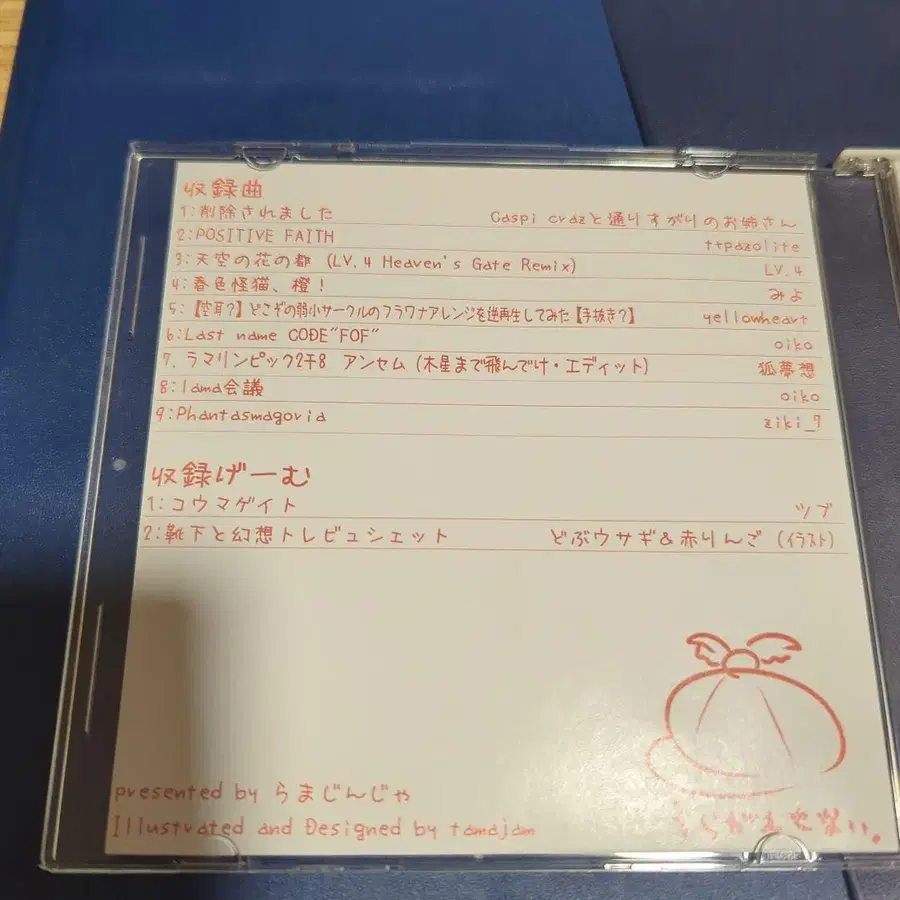 収録曲
1:削除されました Caspi crazと通りすがりのお姉さん
2:POSITIVE FAITH ttpazolite
3:天空の花の都 (LV.4 Heaven's Gate Remix) LV.4
4:春色怪猫、橙! みよ
5:【空耳?】どこぞの弱小サークルのフラワナアレンジを逆再生してみた【手抜き?】 yellowheart
6:Last name CODE"FOF" oiko
7.ラマリンピック2千8 アンセム (木星まで飛んでけ・エディット) 狐夢想
8:lama会議 oiko
9:Phantasmagoria ziki_7
収録げーむ
1:コウマゲイト ツブ
2:靴下と幻想トレビュシェット どぶウサギ&赤りんご (イラスト)
presented by らまじんじゃ
Illustrated and Designed by tamajam